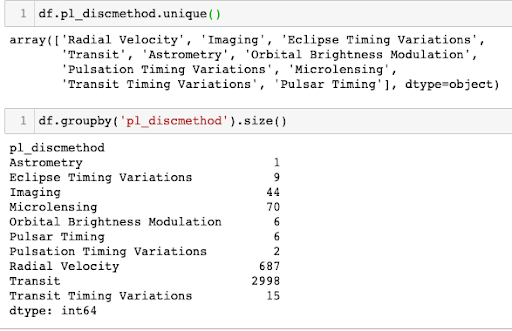 1 df.pl_discmethod.unique()
array(['Radial Velocity', 'Imaging', 'Eclipse Timing Variations',
'Transit', 'Astrometry', 'Orbital Brightness Modulation',
'Pulsation Timing Variations', 'Microlensing',
'Transit Timing Variations', 'Pulsar Timing'], dtype=object)
1 df.groupby('pl_discmethod').size()
pl_discmethod
Astrometry 1
Eclipse Timing Variations 9
Imaging 44
Microlensing 70
Orbital Brightness Modulation 6
Pulsar Timing 6
Pulsation Timing Variations 2
Radial Velocity 687
Transit 2998
Transit Timing Variations 15
dtype: int64